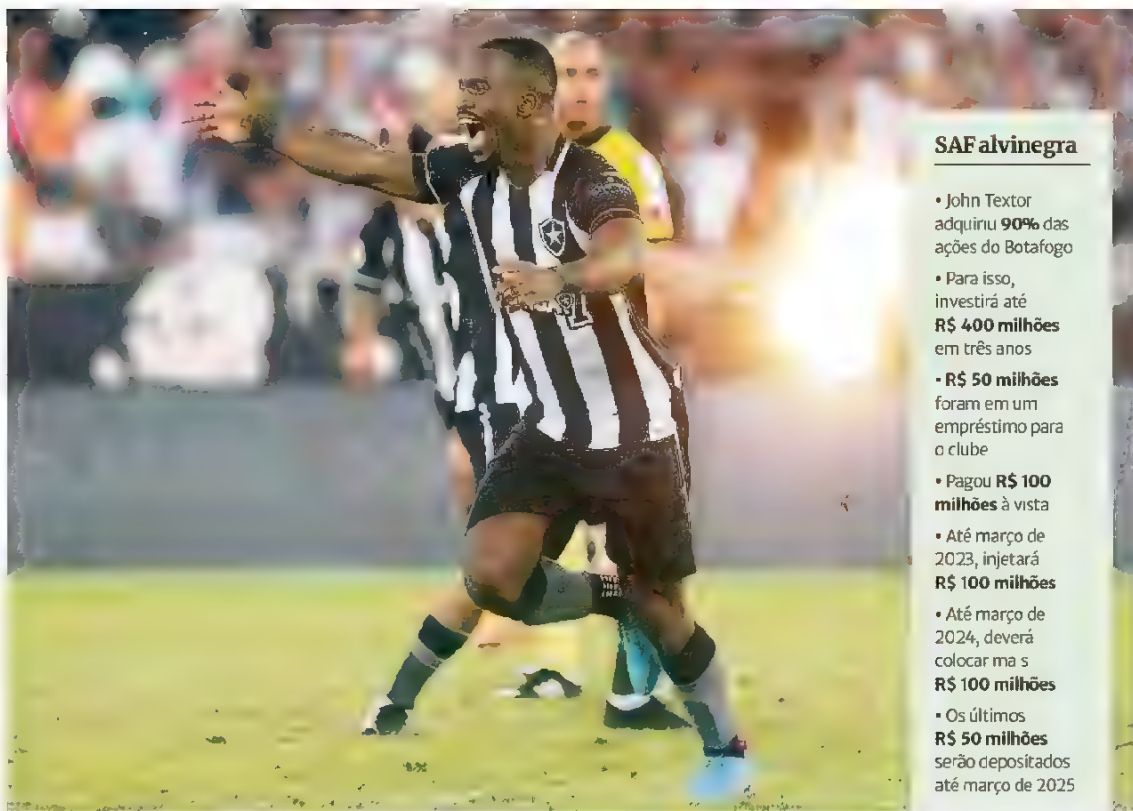 SAF alvinegra
• John Textor
adquiriu 90% das
ações do Botafogo
• Para isso,
investirá até
R$ 400 milhões
em três anos
• R$ 50 milhões
foram em um
empréstimo para
o clube
• Pagou R$ 100
milhões à vista
• Até março de
2023, injetará
R$ 100 milhões
• Até março de
2024, deverá
colocar ma s
R$ 100 milhões
• Os últimos
R$ 50 milhões
serão depositados
até março de 2025